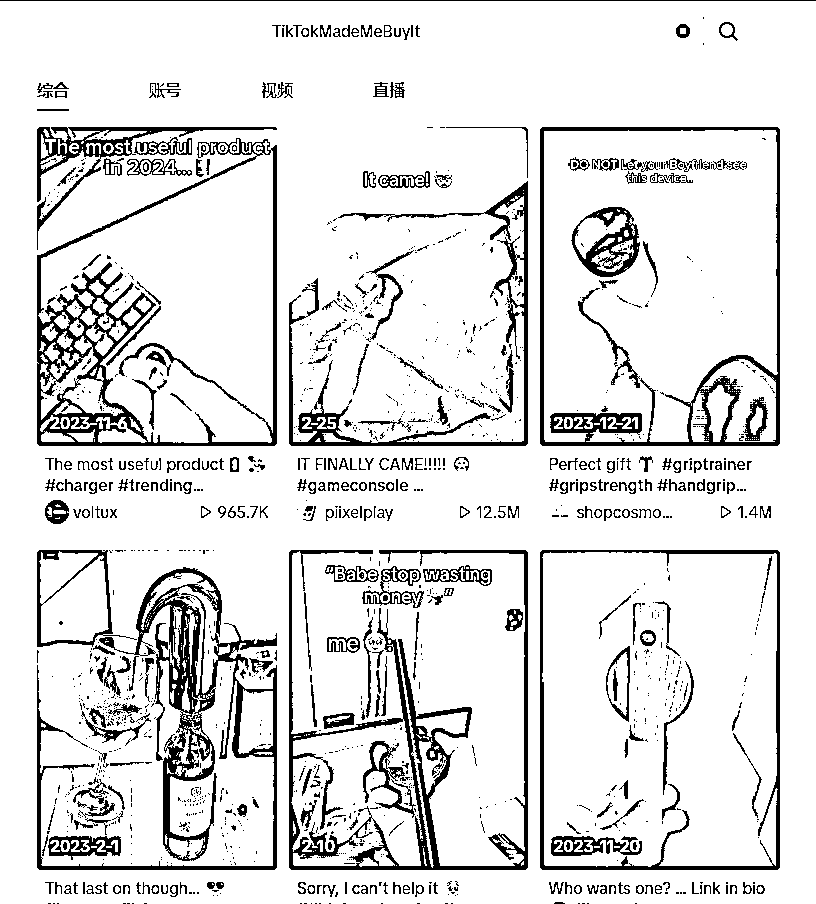 TikTokMadeMeBuyIt
综合 账号 视频 直播
The most useful product
in 2024...
It came!
DO NOT Let your Boyfriend see
this device..
2023-11-6
2-25
2023-12-21
The most useful product
#charger #trending...
IT FINALLY CAME!!!!!
#gameconsole ...
Perfect gift #griptrainer
#gripstrength #handgrip...
voltux 965.7K
piixelplay 12.5M
shopcosmo... 1.4M
"Babe stop wasting
money "
me :
2023-2-1
2-10
2023-11-20
That last on though...
Sorry, I can't help it
Who wants one? ... Link in bio